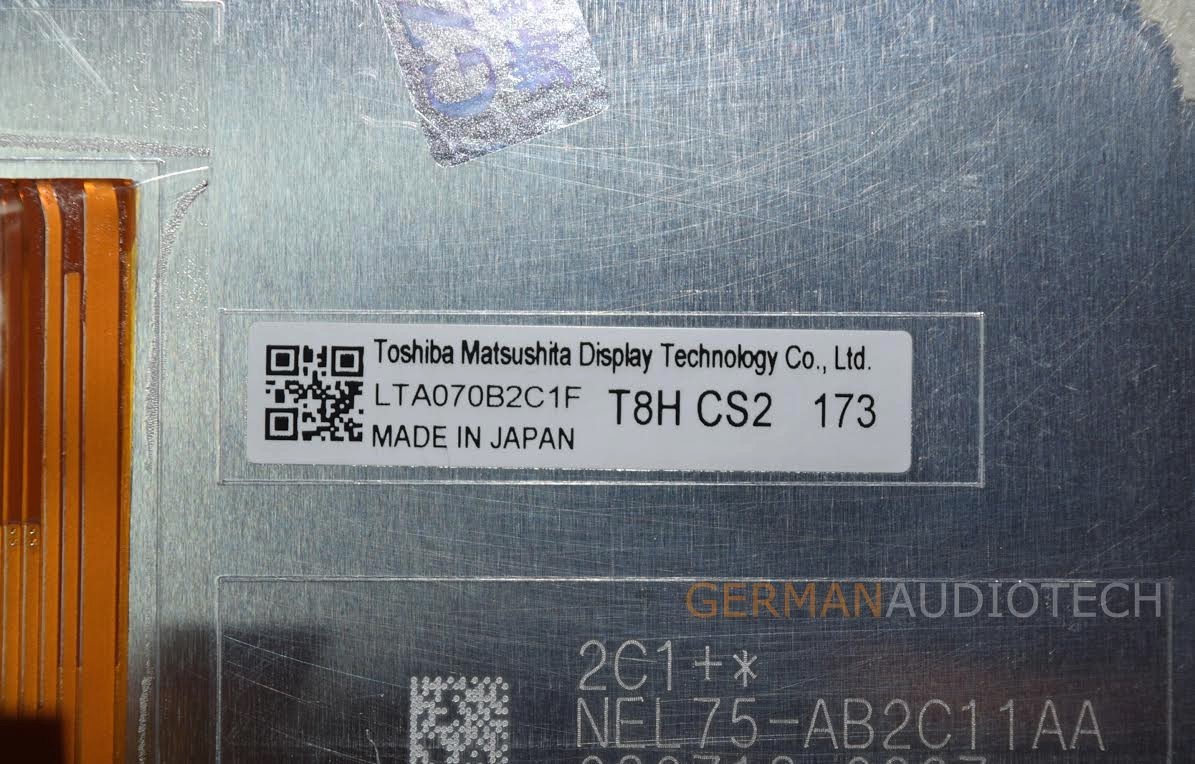 Toshiba Matsushita Display Technology Co., Ltd.
LTA070B2C1F
T8H CS2 173
MADE IN JAPAN
GERMANAUDIOTECH
2C1+*
NEL75-AB2C11AA